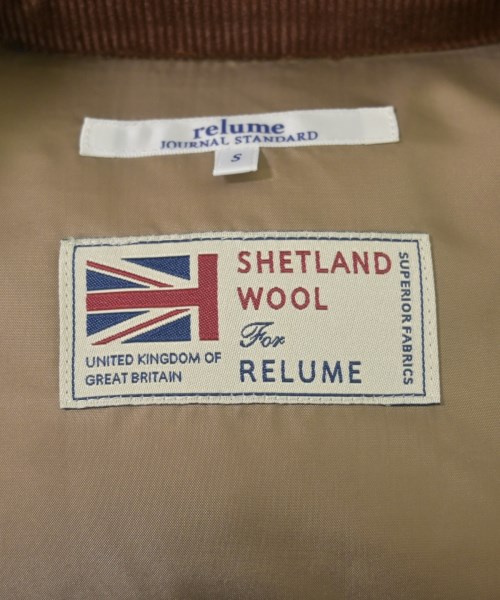 relume
JOURNAL STANDARD
S
SHETLAND
WOOL
For
RELUME
UNITED KINGDOM OF
GREAT BRITAIN
SUPERIOR FABRICS